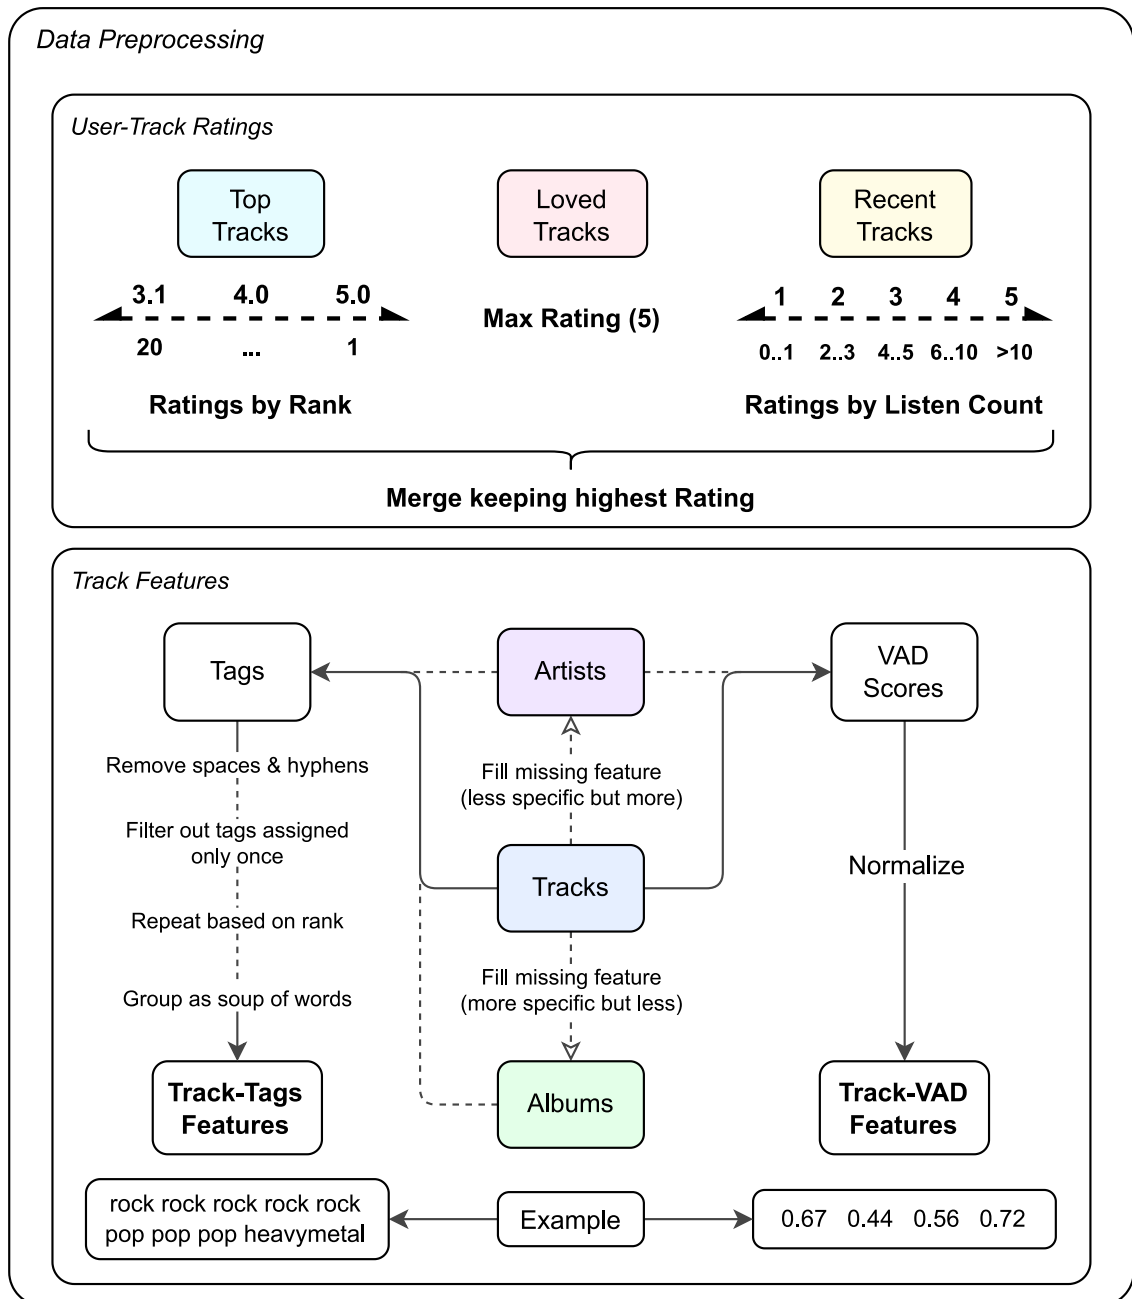 Data Preprocessing
User-Track Ratings
Top
Tracks
Loved
Tracks
Recent
Tracks
3.1 4.0 5.0
20 ... 1
Ratings by Rank
Max Rating (5)
1 2 3 4 5
0..1 2..3 4..5 6..10 >10
Ratings by Listen Count
Merge keeping highest Rating
Track Features
Tags
Artists
VAD
Scores
Remove spaces & hyphens
Filter out tags assigned
only once
Repeat based on rank
Group as soup of words
Fill missing feature
(less specific but more)
Tracks
Fill missing feature
(more specific but less)
Normalize
Track-Tags
Features
Albums
Track-VAD
Features
rock rock rock rock rock
pop pop pop heavymetal
Example
0.67 0.44 0.56 0.72